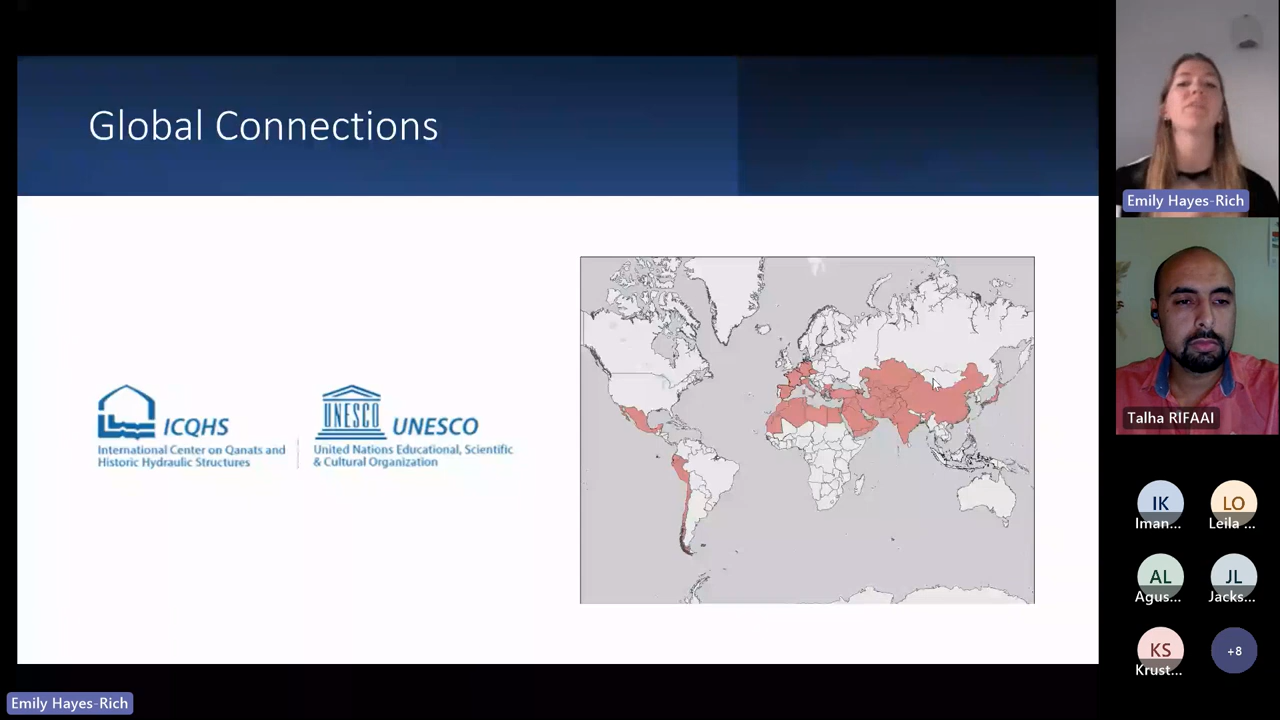 Global Connections
ICQHS
International Center on Qanats and
Historic Hydraulic Structures
UNESCO
UNESCO
United Nations Educational, Scientific
& Cultural Organization
Emily Hayes-Rich
Talha RIFAAI
IK
Iman...
LO
Leila ...
AL
Agus...
JL
Jacks...
KS
Krust...
+8
Emily Hayes-Rich